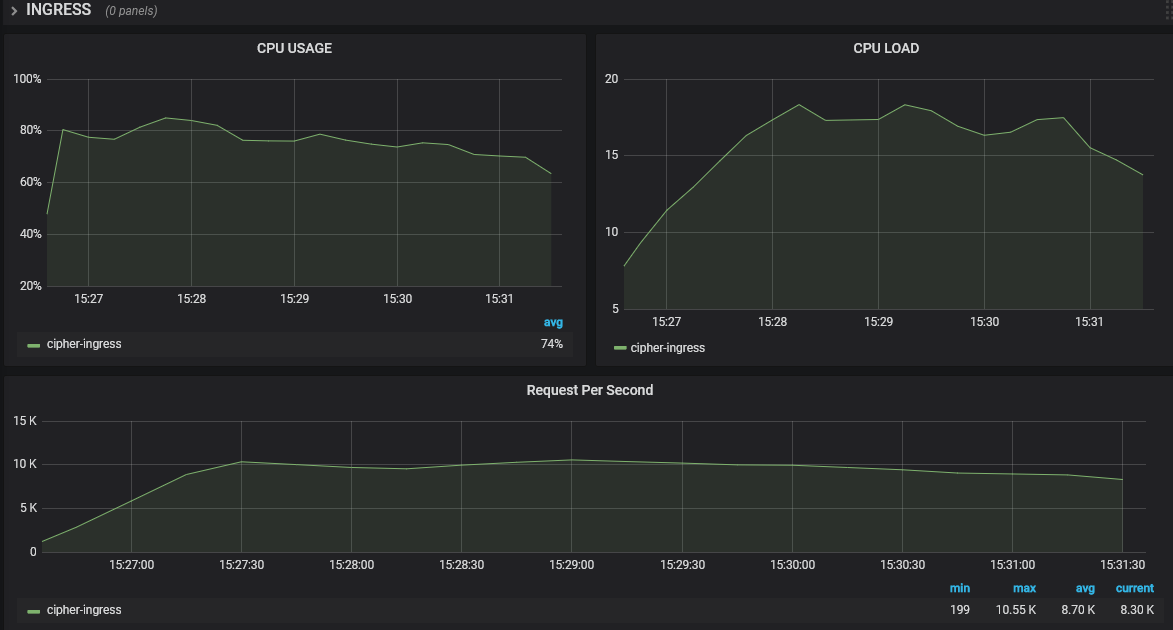 INGRESS (0 panels)
CPU USAGE
100%
80%
60%
40%
20%
15:27 15:28 15:29 15:30 15:31
avg
cipher-ingress 74%
CPU LOAD
20
15
10
5
15:27 15:28 15:29 15:30 15:31
cipher-ingress
Request Per Second
15 K
10 K
5 K
0
15:27:00 15:27:30 15:28:00 15:28:30 15:29:00 15:29:30 15:30:00 15:30:30 15:31:00 15:31:30
min max avg current
cipher-ingress 199 10.55 K 8.70 K 8.30 K